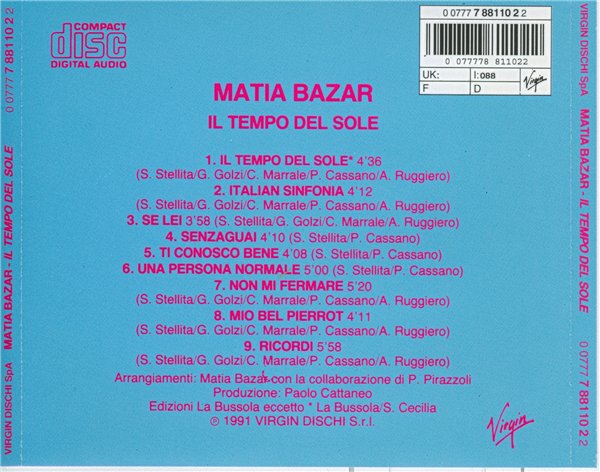 0 0777 7 88110 2 2
VIRGIN DISCHI SpA
MATIA BAZAR - IL TEMPO DEL SOLE
VIRGIN DISCHI SpA
MATIA BAZAR - IL TEMPO DEL SOLE
0 0777 7 88110 2 2
COMPACT
disc
DIGITAL AUDIO
0 0777 7 88110 2 2
0 077778 811022
UK:
I:088
F
D
Virgin
MATIA BAZAR
IL TEMPO DEL SOLE
1. IL TEMPO DEL SOLE* 4'36
(S. Stellita/G. Golzi/C. Marrale/P. Cassano/A. Ruggiero)
2. ITALIAN SINFONIA 4'12
(S. Stellita/G. Golzi/C. Marrale/P. Cassano/A. Ruggiero)
3. SE LEI 3'58 (S. Stellita/G. Golzi/C. Marrale/A. Ruggiero)
4. SENZAGUAI 4'10 (S. Stellita/P. Cassano)
5. TI CONOSCO BENE 4'08 (S. Stellita/P. Cassano)
6. UNA PERSONA NORMALE 5'00 (S. Stellita/P. Cassano)
7. NON MI FERMARE 5'20
(S. Stellita/G. Golzi/C. Marrale/P. Cassano/A. Ruggiero)
8. MIO BEL PIERROT 4'11
(S. Stellita/G. Golzi/C. Marrale/P. Cassano/A. Ruggiero)
9. RICORDI 5'58
(S. Stellita/G. Golzi/C. Marrale/P. Cassano/A. Ruggiero)
Arrangiamenti: Matia Bazar con la collaborazione di P. Pirazzoli
Produzione: Paolo Cattaneo
Edizioni La Bussola eccetto * La Bussola/S. Cecilia
℗ 1991 VIRGIN DISCHI S.r.l.
Virgin